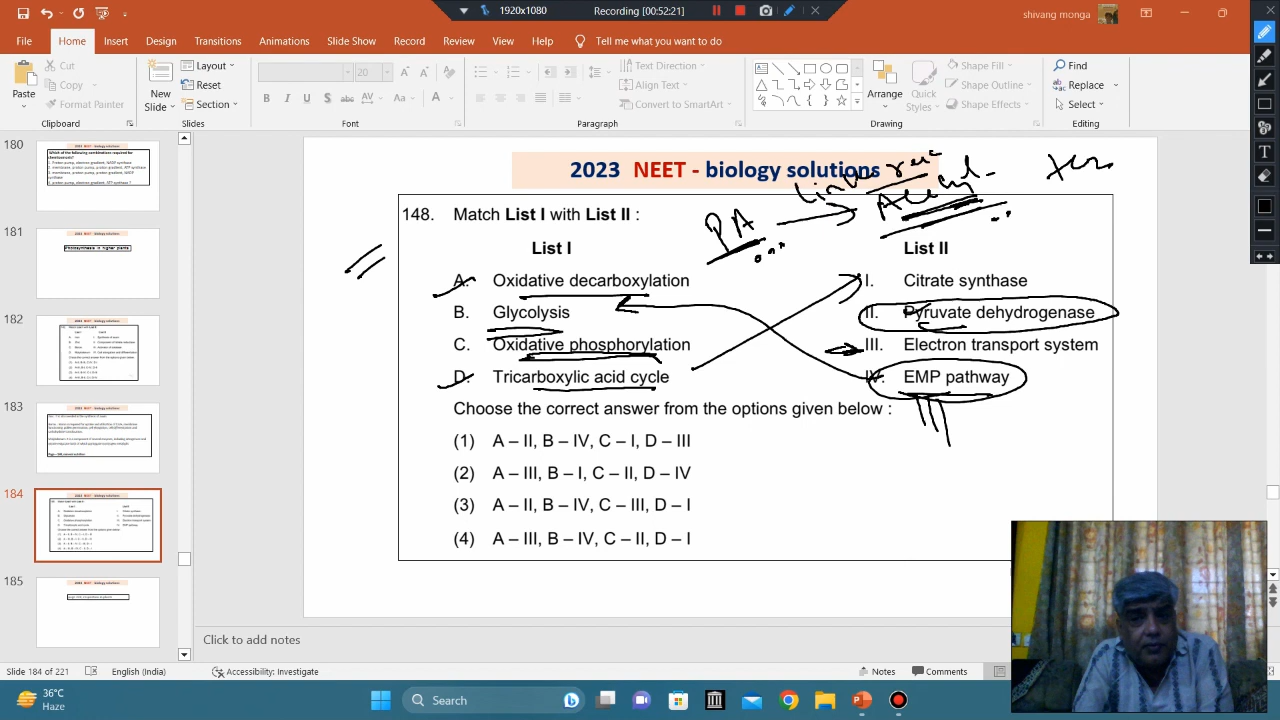 1920x1080
Recording [00:52:21]
shivang monga
File Home Insert Design Transitions Animations Slide Show Record Review View Help Tell me what you want to do
Paste
Cut
Copy
Format Painter
Clipboard
New Slide
Layout
Reset
Section
Slides
20
Font
Text Direction
Align Text
Convert to SmartArt
Paragraph
Arrange
Quick Styles
Shape Fill
Shape Outline
Shape Effects
Drawing
Find
Replace
Select
Editing
180
181
182
183
184
185
2023 NEET - biology solutions
148. Match List I with List II :
List I List II
A. Oxidative decarboxylation I. Citrate synthase
B. Glycolysis II. Pyruvate dehydrogenase
C. Oxidative phosphorylation III. Electron transport system
D. Tricarboxylic acid cycle IV. EMP pathway
Choose the correct answer from the options given below :
(1) A – II, B – IV, C – I, D – III
(2) A – III, B – I, C – II, D – IV
(3) A – II, B – IV, C – III, D – I
(4) A – III, B – IV, C – II, D – I
PA
Click to add notes
Slide 184 of 221 English (India) Accessibility: Investigate Notes Comments
36°C
Haze
Search